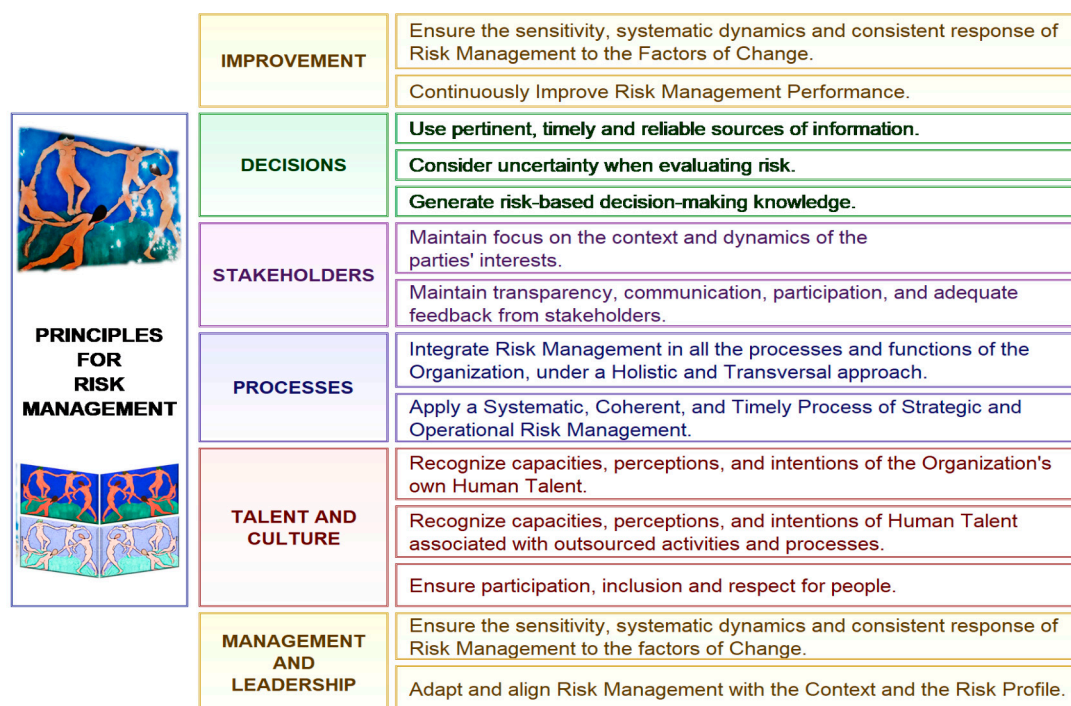 PRINCIPLES
FOR
RISK
MANAGEMENT
IMPROVEMENT
Ensure the sensitivity, systematic dynamics and consistent response of
Risk Management to the Factors of Change.
Continuously Improve Risk Management Performance.
DECISIONS
Use pertinent, timely and reliable sources of information.
Consider uncertainty when evaluating risk.
Generate risk-based decision-making knowledge.
STAKEHOLDERS
Maintain focus on the context and dynamics of the
parties' interests.
Maintain transparency, communication, participation, and adequate
feedback from stakeholders.
PROCESSES
Integrate Risk Management in all the processes and functions of the
Organization, under a Holistic and Transversal approach.
Apply a Systematic, Coherent, and Timely Process of Strategic and
Operational Risk Management.
TALENT AND
CULTURE
Recognize capacities, perceptions, and intentions of the Organization's
own Human Talent.
Recognize capacities, perceptions, and intentions of Human Talent
associated with outsourced activities and processes.
Ensure participation, inclusion and respect for people.
MANAGEMENT
AND
LEADERSHIP
Ensure the sensitivity, systematic dynamics and consistent response of
Risk Management to the factors of Change.
Adapt and align Risk Management with the Context and the Risk Profile.